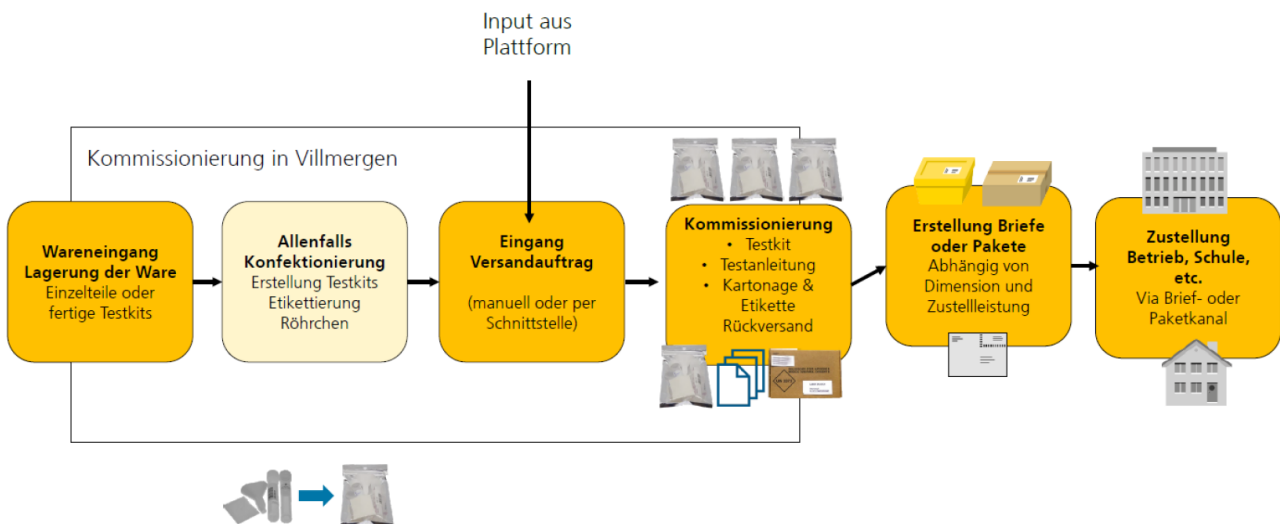 Input aus
Plattform
Kommissionierung in Villmergen
Wareneingang
Lagerung der Ware
Einzelteile oder
fertige Testkits
Allenfalls
Konfektionierung
Erstellung Testkits
Etikettierung
Röhrchen
Eingang
Versandauftrag
(manuell oder per
Schnittstelle)
Kommissionierung
• Testkit
• Testanleitung
• Kartonage &
Etikette
Rückversand
Erstellung Briefe
oder Pakete
Abhängig von
Dimension und
Zustellleistung
Zustellung
Betrieb, Schule,
etc.
Via Brief- oder
Paketkanal